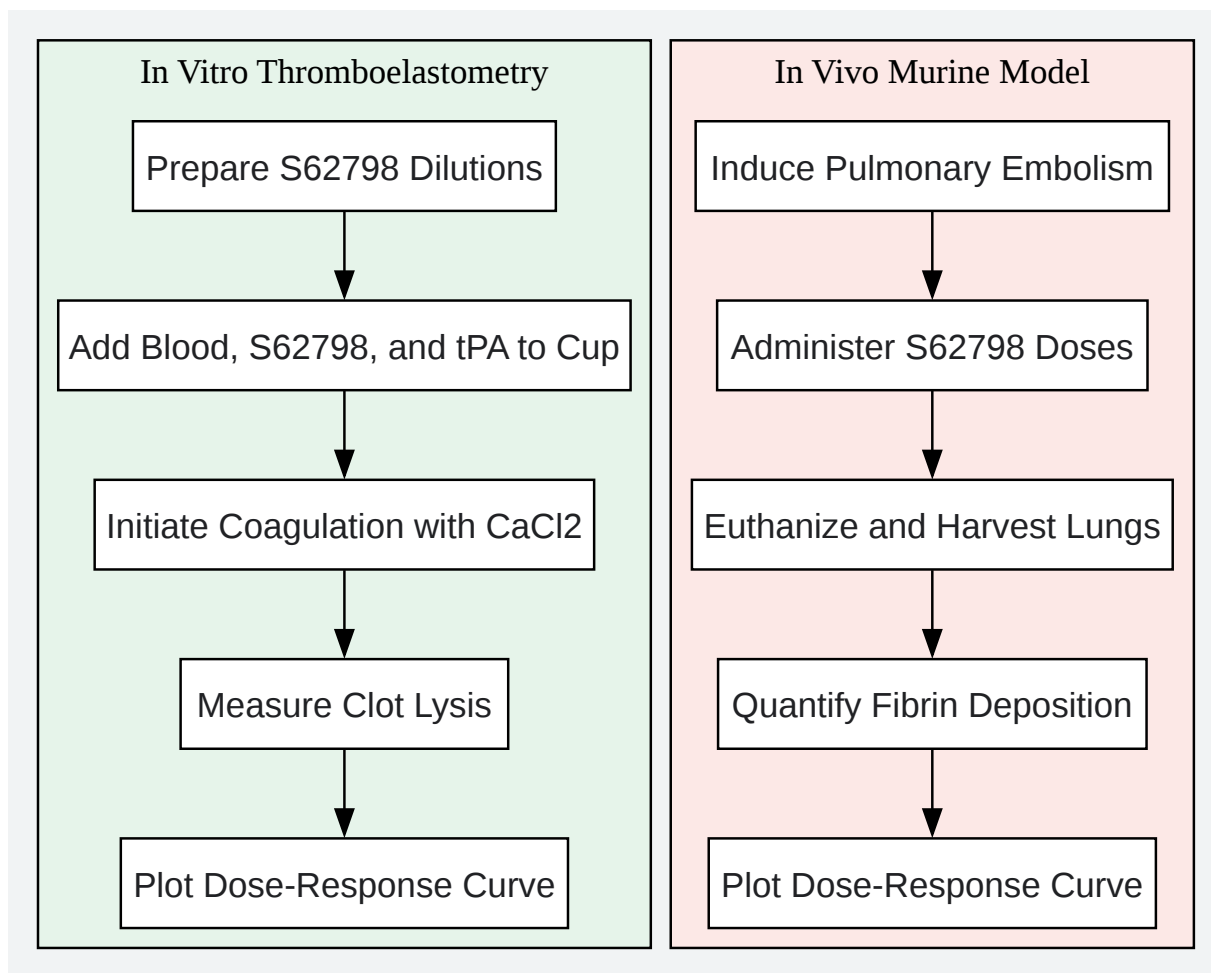 In Vitro Thromboelastometry
Prepare S62798 Dilutions
Add Blood, S62798, and tPA to Cup
Initiate Coagulation with CaCl2
Measure Clot Lysis
Plot Dose-Response Curve
In Vivo Murine Model
Induce Pulmonary Embolism
Administer S62798 Doses
Euthanize and Harvest Lungs
Quantify Fibrin Deposition
Plot Dose-Response Curve